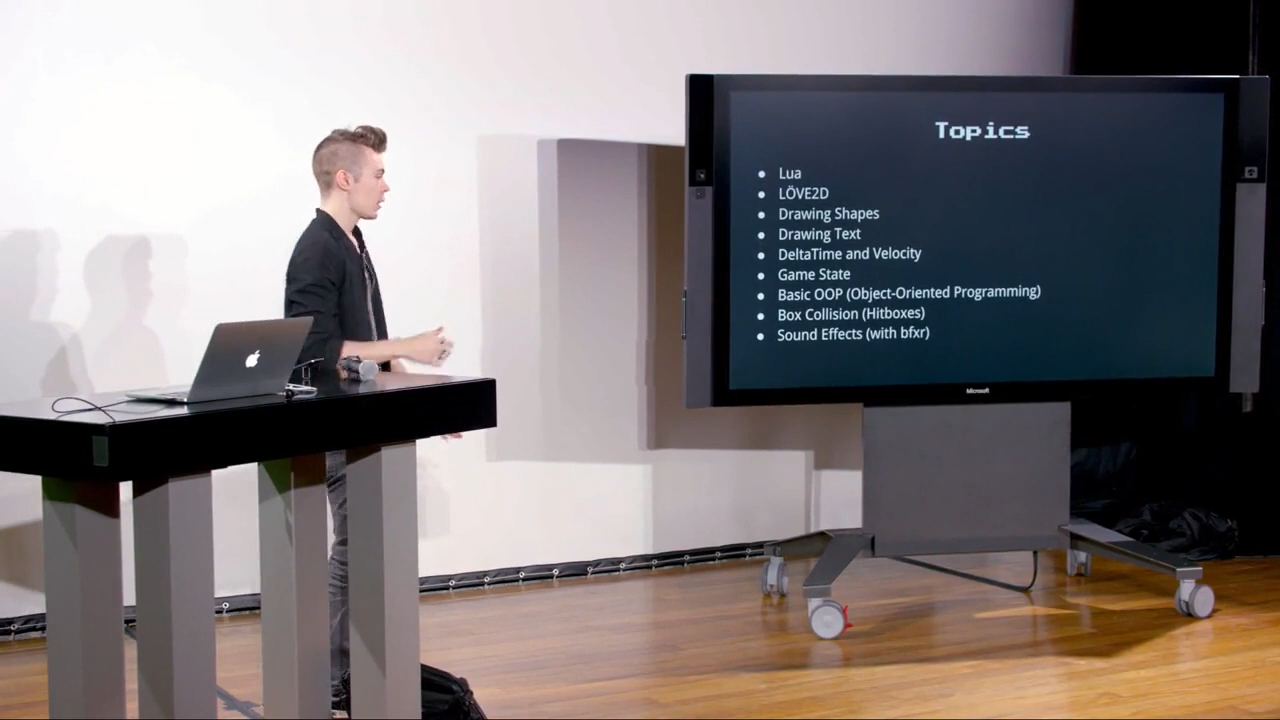 Topics
● Lua
● LÖVE2D
● Drawing Shapes
● Drawing Text
● DeltaTime and Velocity
● Game State
● Basic OOP (Object-Oriented Programming)
● Box Collision (Hitboxes)
● Sound Effects (with bfxr)
Microsoft